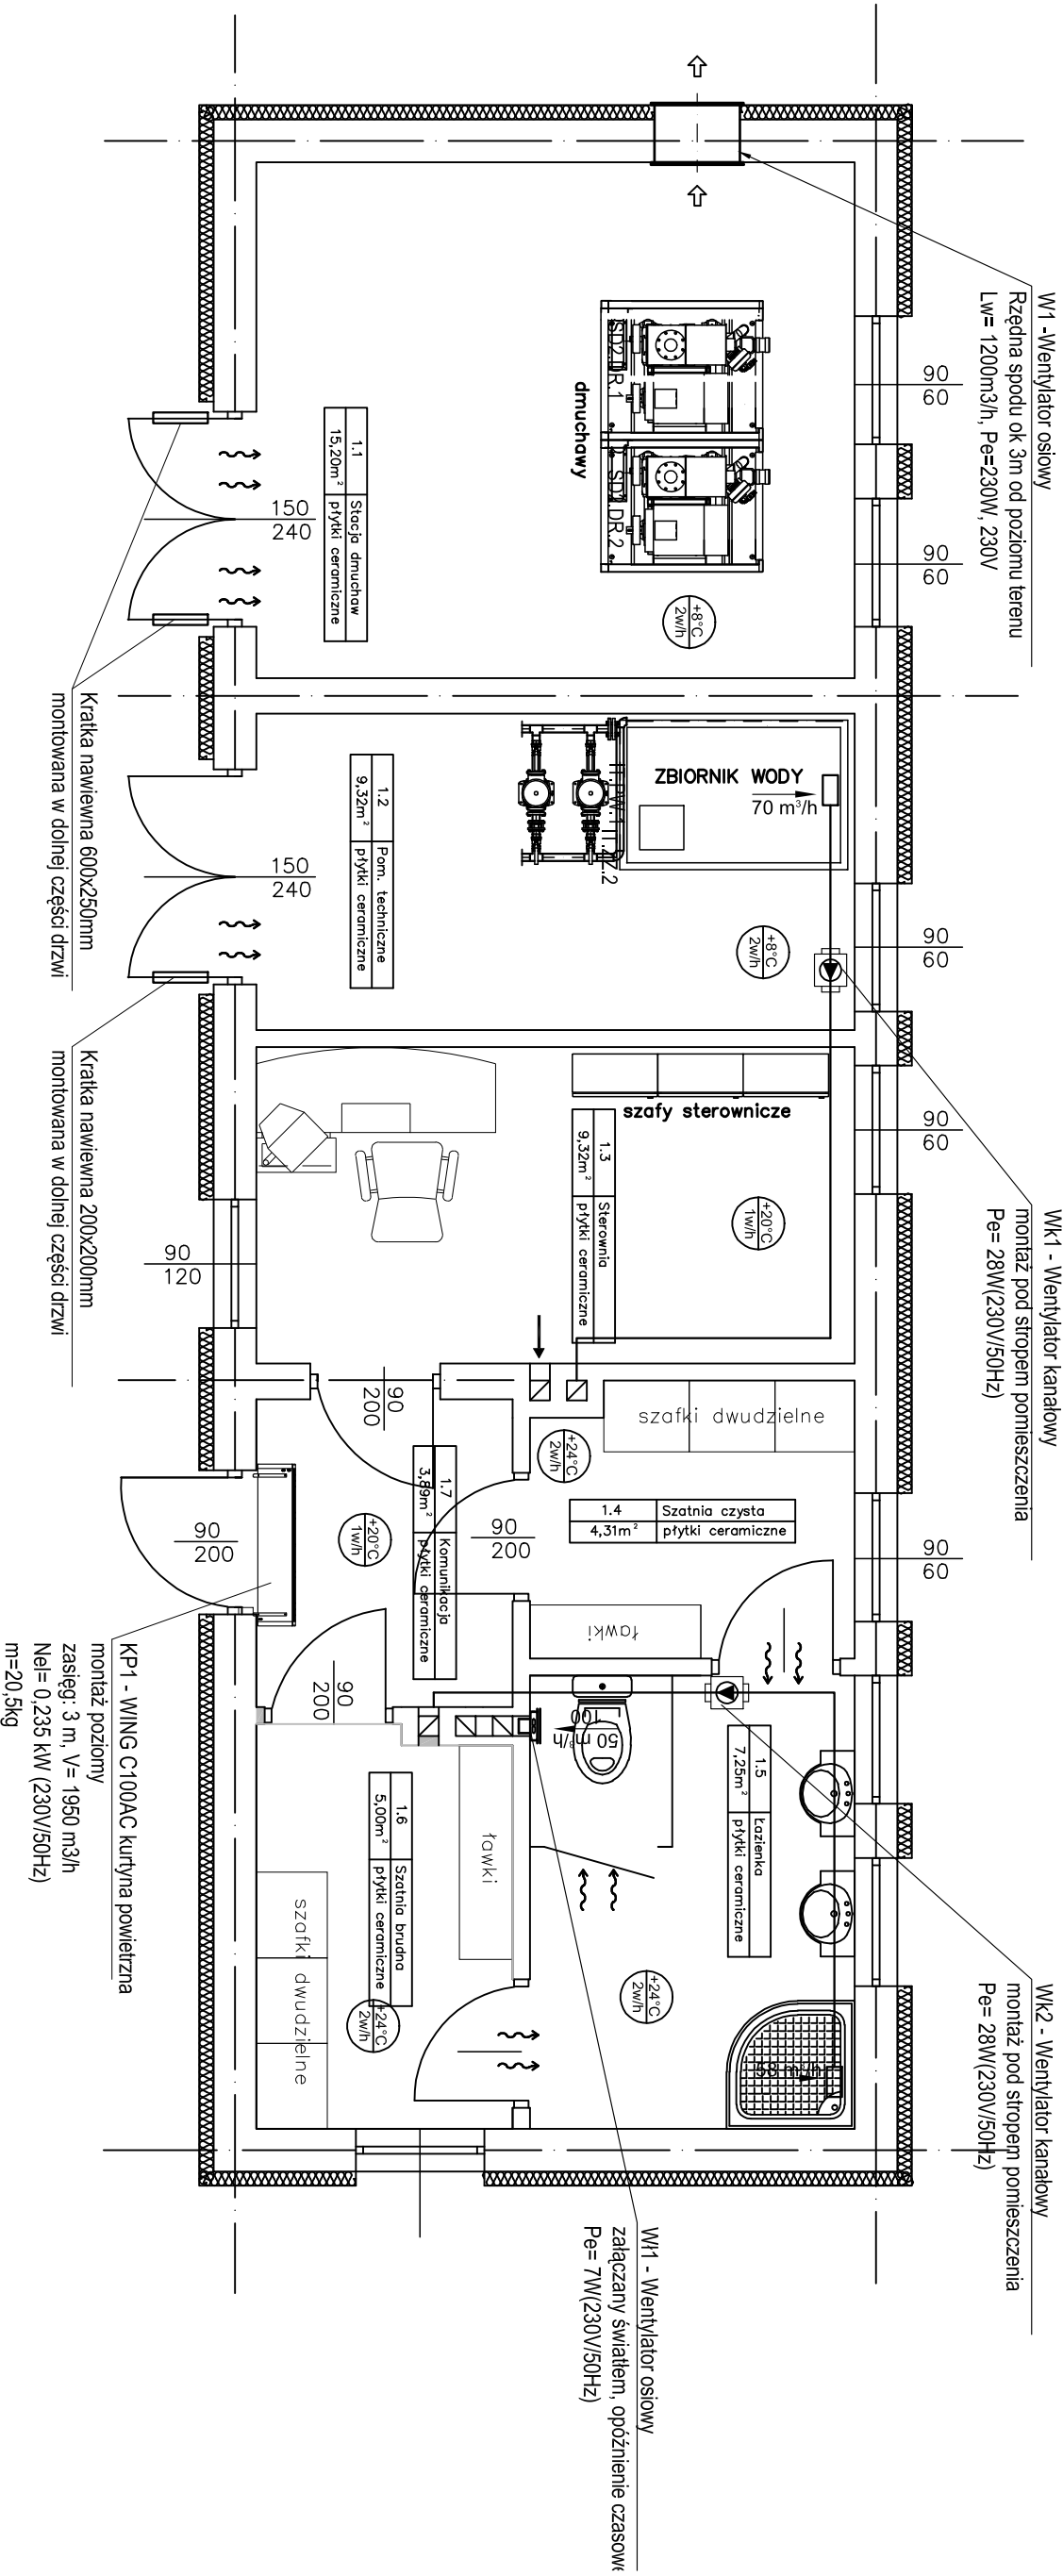 W1 -Wentylator osiowy
Rzędna spodu ok 3m od poziomu terenu
Lw= 1200m3/h, Pe=230W, 230V
Wk1 - Wentylator kanałowy
montaż pod stropem pomieszczenia
Pe= 28W(230V/50Hz)
Wk2 - Wentylator kanałowy
montaż pod stropem pomieszczenia
Pe= 28W(230V/50Hz)
Wł1 - Wentylator osiowy
załączany światłem, opóźnienie czasowe
Pe= 7W(230V/50Hz)
90
60
90
60
90
60
90
60
90
60
dmuchawy
SD2.DR.2
+8°C
2w/h
1.1 Stacja dmuchaw
15,20m² płytki ceramiczne
150
240
ZBIORNIK WODY
70 m³/h
+8°C
2w/h
1.2 Pom. techniczne
9,32m² płytki ceramiczne
150
240
szafy sterownicze
1.3 Sterownia
9,32m² płytki ceramiczne
+20°C
1w/h
90
120
szafki dwudzielne
+24°C
2w/h
1.4 Szatnia czysta
4,31m² płytki ceramiczne
90
200
90
200
90
200
90
200
1.7 Komunikacja
3,89m² płytki ceramiczne
+20°C
1w/h
ławki
100
50 m³/h
1.5 Łazienka
7,25m² płytki ceramiczne
+24°C
2w/h
58 m³/h
1.6 Szatnia brudna
5,00m² płytki ceramiczne
+24°C
2w/h
ławki
szafki dwudzielne
Kratka nawiewna 600x250mm
montowana w dolnej części drzwi
Kratka nawiewna 200x200mm
montowana w dolnej części drzwi
KP1 - WING C100AC kurtyna powietrzna
montaż poziomy
zasięg: 3 m, V= 1950 m3/h
Nel= 0,235 kW (230V/50Hz)
m=20,5kg